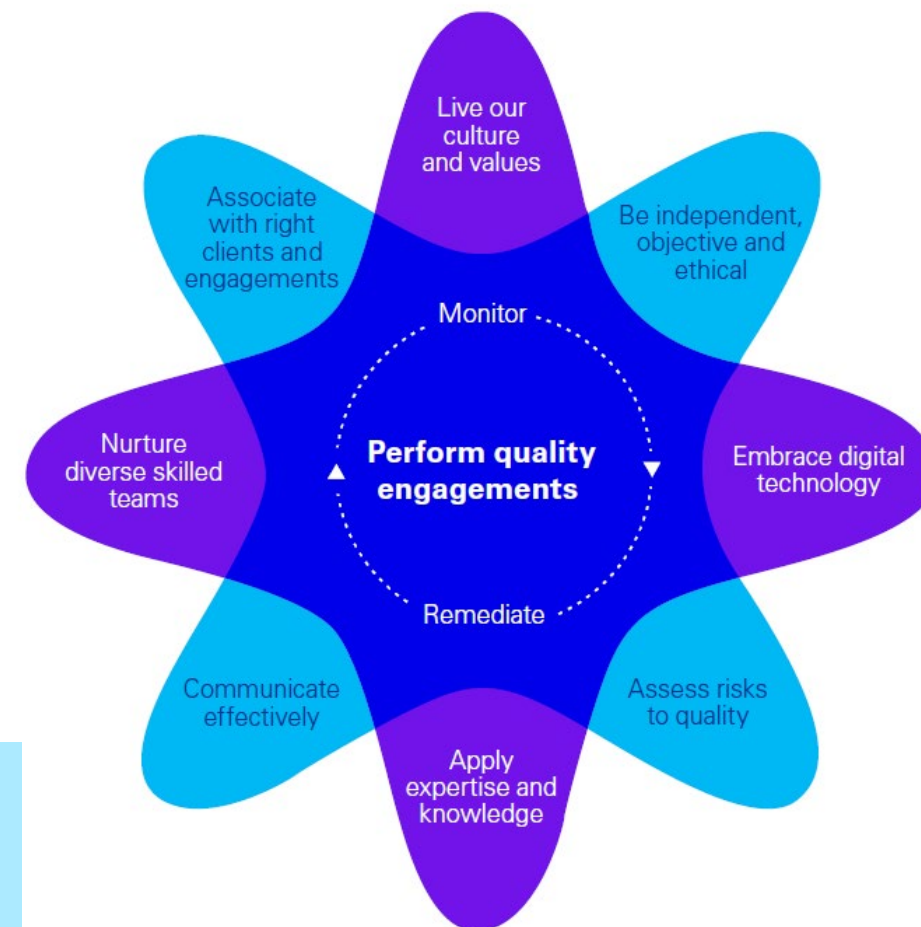 Live our
culture
and values
Be independent,
objective and
ethical
Embrace digital
technology
Assess risks
to quality
Apply
expertise and
knowledge
Communicate
effectively
Nurture
diverse skilled
teams
Associate
with right
clients and
engagements
Monitor
Perform quality
engagements
Remediate